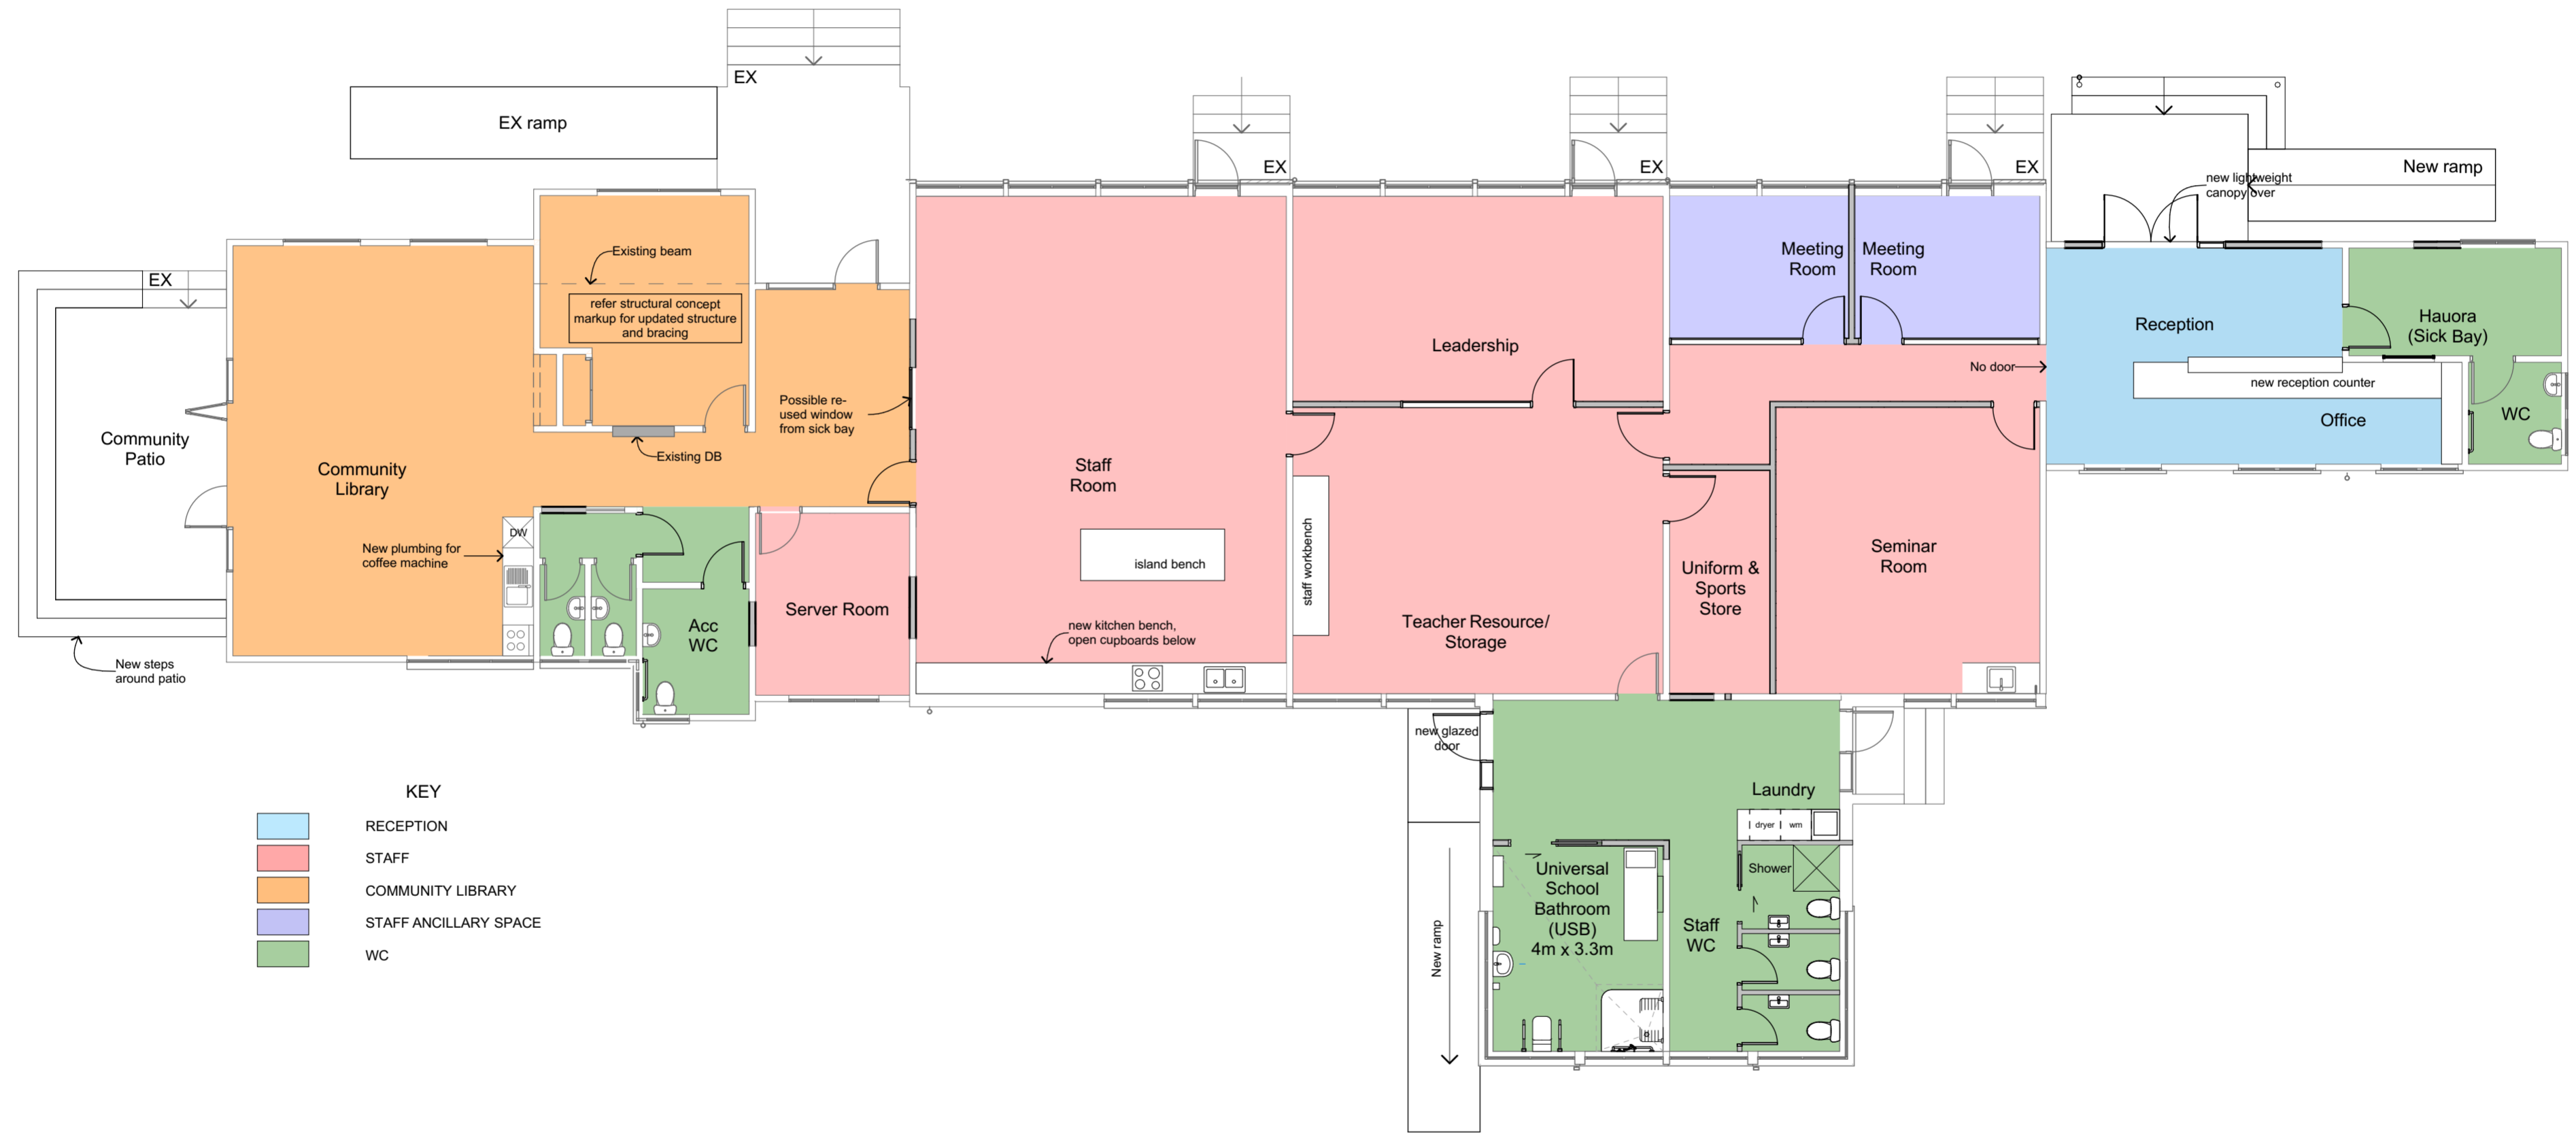 EX
EX ramp
EX
EX
EX
New ramp
new lightweight
canopy over
Existing beam
EX
refer structural concept
markup for updated structure
and bracing
Meeting
Room
Meeting
Room
Reception
Hauora
(Sick Bay)
Leadership
No door
new reception counter
Possible re-
used window
from sick bay
Office
WC
Community
Patio
Existing DB
Community
Library
Staff
Room
DW
New plumbing for
coffee machine
island bench
staff workbench
Seminar
Room
Uniform &
Sports
Store
Server Room
Acc
WC
new kitchen bench,
open cupboards below
Teacher Resource/
Storage
New steps
around patio
new glazed
door
Laundry
dryer
wm
KEY
RECEPTION
STAFF
COMMUNITY LIBRARY
STAFF ANCILLARY SPACE
WC
Universal
School
Bathroom
(USB)
4m x 3.3m
Shower
Staff
WC
New ramp